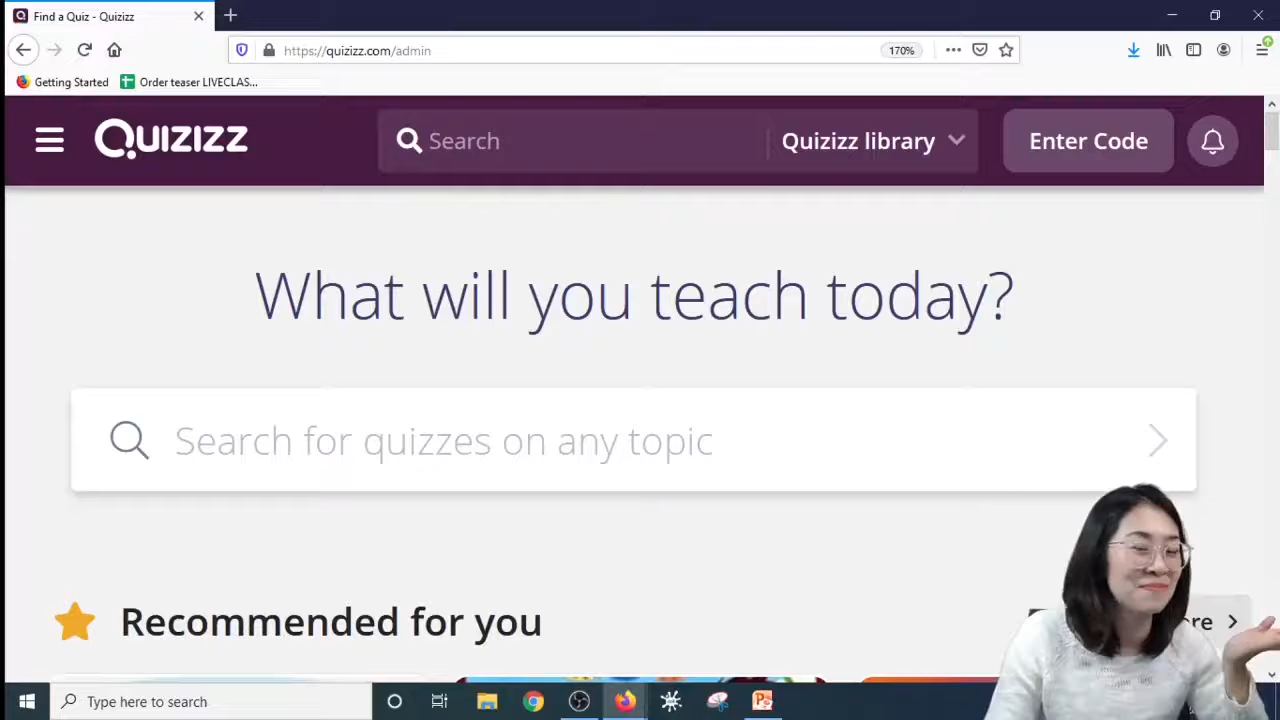 Find a Quiz - Quizizz
https://quizizz.com/admin
170%
Getting Started
Order teaser LIVECLAS...
QUIZIZZ
Search
Quizizz library
Enter Code
What will you teach today?
Search for quizzes on any topic
Recommended for you
Type here to search